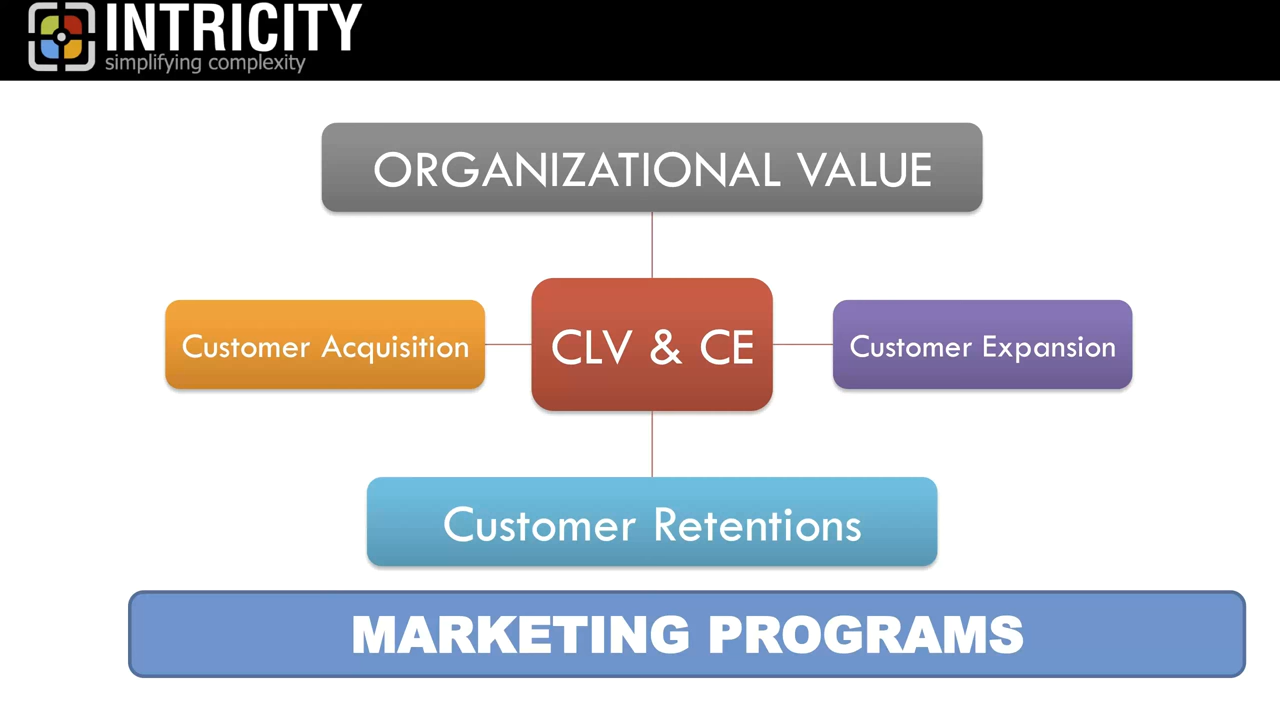 INTRICITY
simplifying complexity
ORGANIZATIONAL VALUE
Customer Acquisition
CLV & CE
Customer Expansion
Customer Retentions
MARKETING PROGRAMS